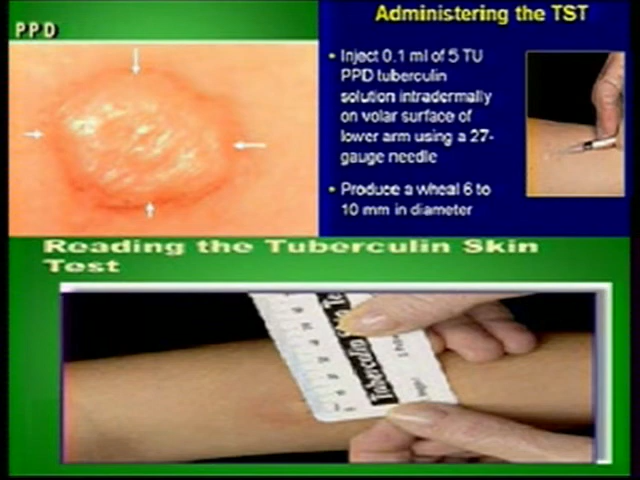 PPD
Administering the TST
• Inject 0.1 ml of 5 TU
PPD tuberculin
solution intradermally
on volar surface of
lower arm using a 27-
gauge needle
• Produce a wheal 6 to
10 mm in diameter
Reading the Tuberculin Skin
Test
Tuberculin